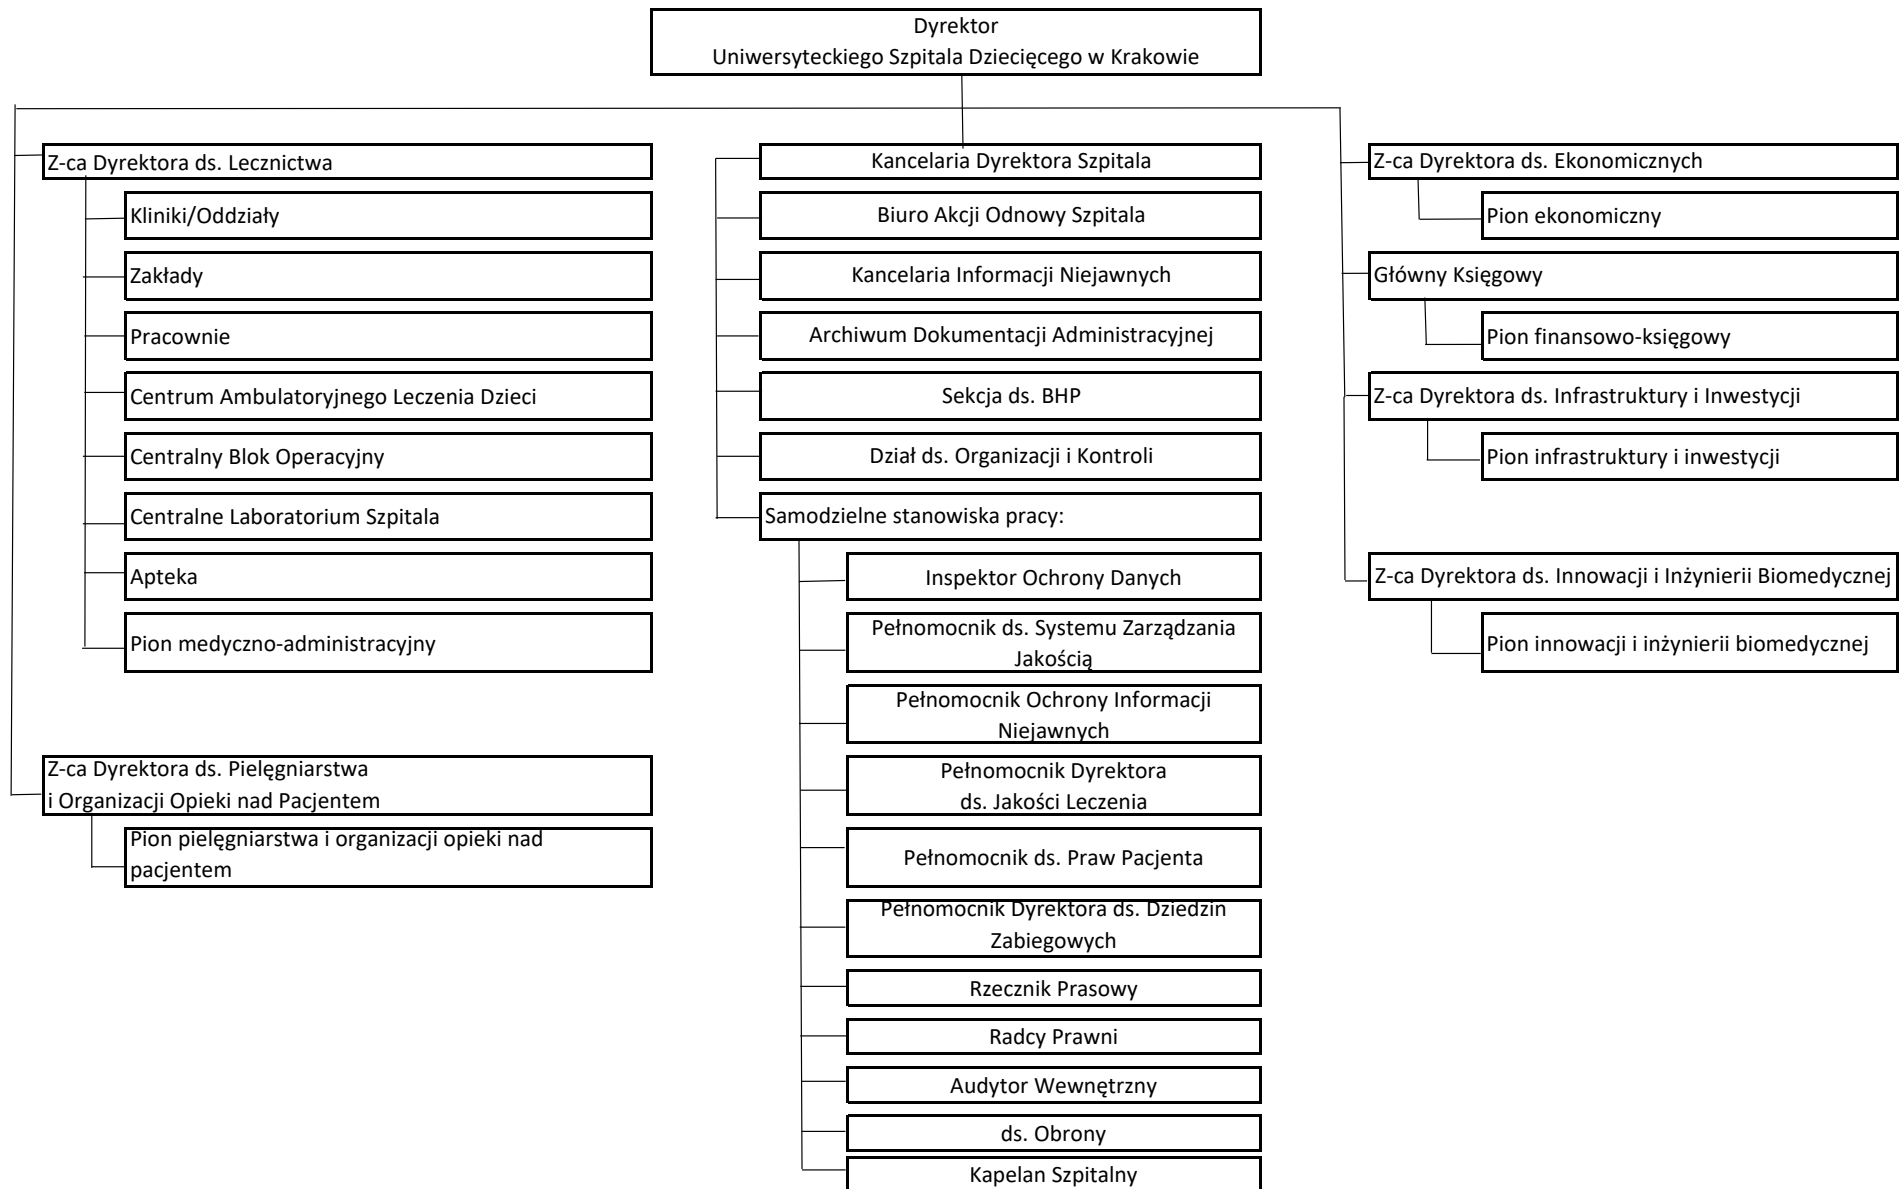 Dyrektor
Uniwersyteckiego Szpitala Dziecięcego w Krakowie
Z-ca Dyrektora ds. Lecznictwa
Kliniki/Oddziały
Zakłady
Pracownie
Centrum Ambulatoryjnego Leczenia Dzieci
Centralny Blok Operacyjny
Centralne Laboratorium Szpitala
Apteka
Pion medyczno-administracyjny
Z-ca Dyrektora ds. Pielęgniarstwa
i Organizacji Opieki nad Pacjentem
Pion pielęgniarstwa i organizacji opieki nad
pacjentem
Kancelaria Dyrektora Szpitala
Biuro Akcji Odnowy Szpitala
Kancelaria Informacji Niejawnych
Archiwum Dokumentacji Administracyjnej
Sekcja ds. BHP
Dział ds. Organizacji i Kontroli
Samodzielne stanowiska pracy:
Inspektor Ochrony Danych
Pełnomocnik ds. Systemu Zarządzania
Jakością
Pełnomocnik Ochrony Informacji
Niejawnych
Pełnomocnik Dyrektora
ds. Jakości Leczenia
Pełnomocnik ds. Praw Pacjenta
Pełnomocnik Dyrektora ds. Dziedzin
Zabiegowych
Rzecznik Prasowy
Radcy Prawni
Audytor Wewnętrzny
ds. Obrony
Kapelan Szpitalny
Z-ca Dyrektora ds. Ekonomicznych
Pion ekonomiczny
Główny Księgowy
Pion finansowo-księgowy
Z-ca Dyrektora ds. Infrastruktury i Inwestycji
Pion infrastruktury i inwestycji
Z-ca Dyrektora ds. Innowacji i Inżynierii Biomedycznej
Pion innowacji i inżynierii biomedycznej